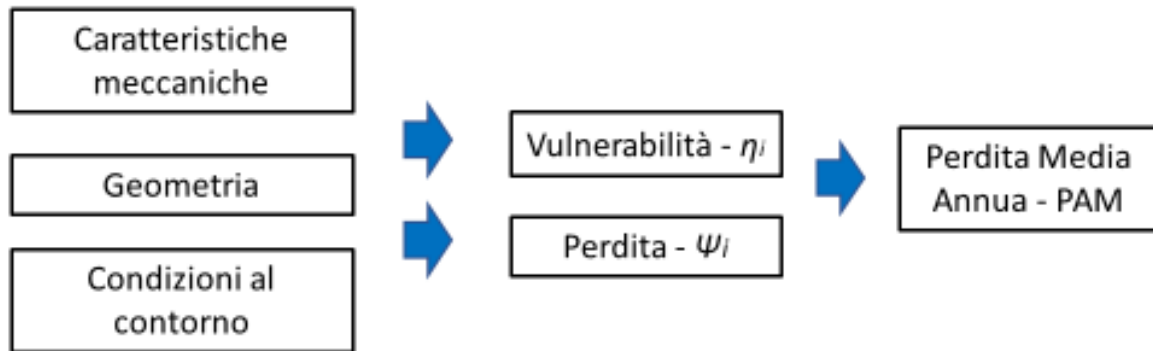 Caratteristiche
meccaniche
Geometria
Condizioni al
contorno
Vulnerabilità - ηi
Perdita - Ψi
Perdita Media
Annua - PAM